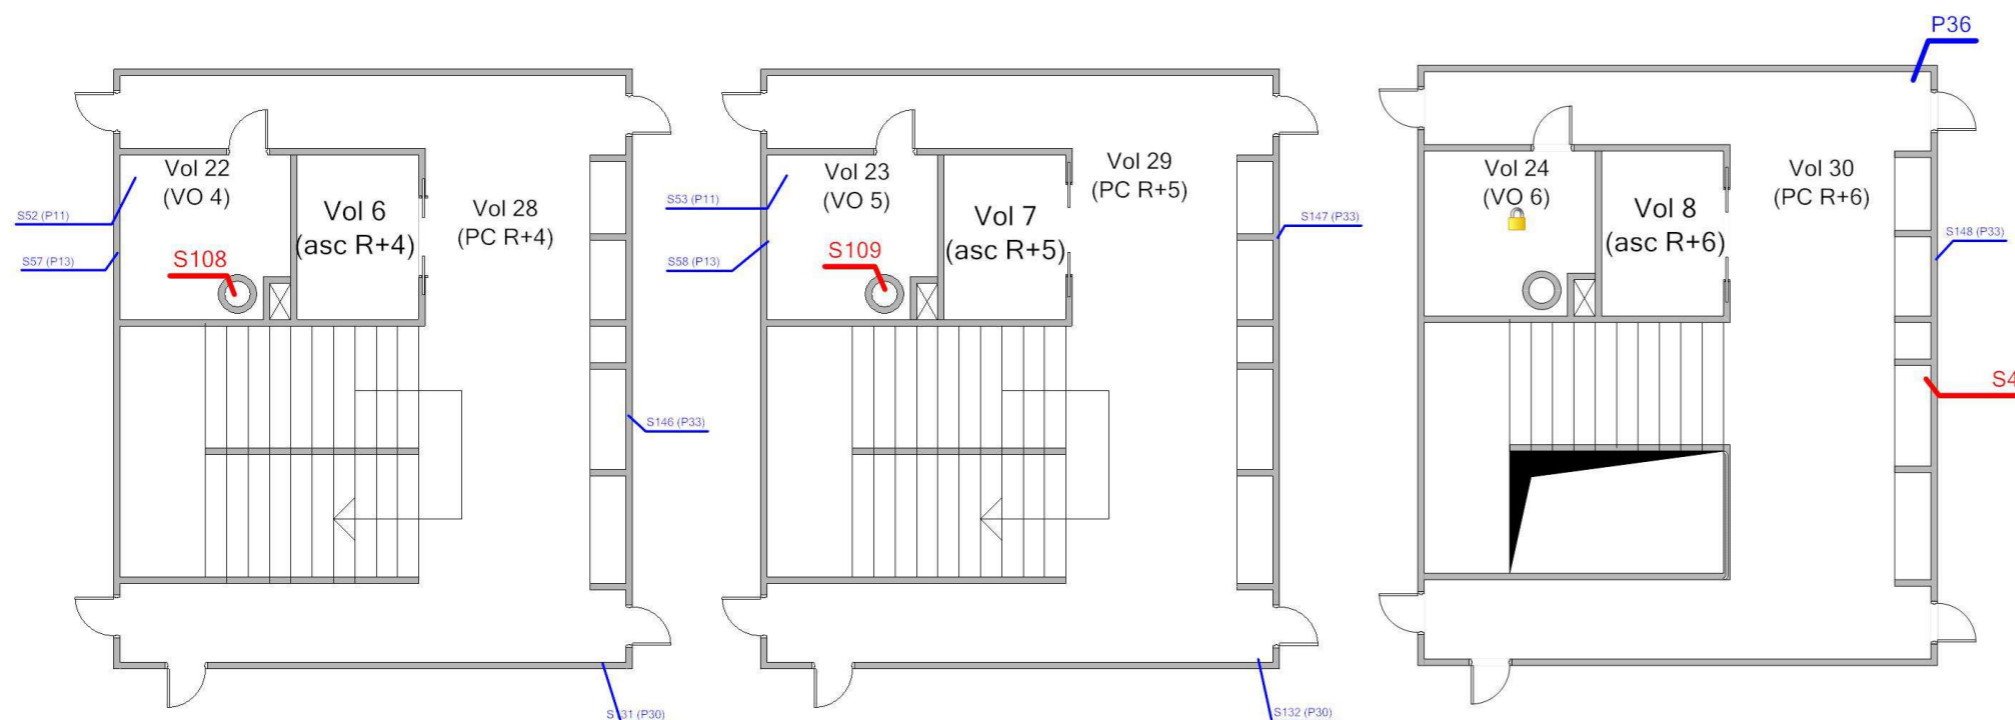 P36
Vol 22
(VO 4)
S52 (P11)
S57 (P13)
S108
Vol 6
(asc R+4)
Vol 28
(PC R+4)
S146 (P33)
S131 (P30)
Vol 23
(VO 5)
S53 (P11)
S58 (P13)
S109
Vol 7
(asc R+5)
Vol 29
(PC R+5)
S147 (P33)
S132 (P30)
Vol 24
(VO 6)
Vol 8
(asc R+6)
Vol 30
(PC R+6)
S148 (P33)
S4